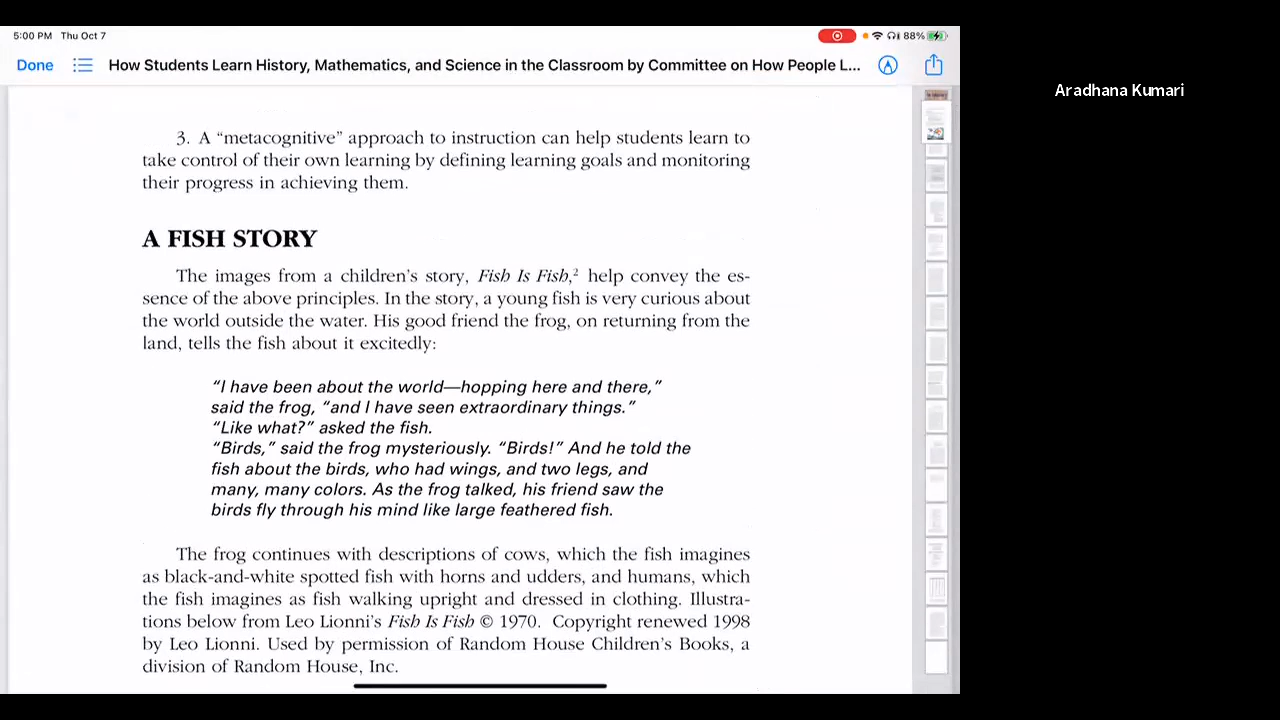 5:00 PM Thu Oct 7
88%
Done
How Students Learn History, Mathematics, and Science in the Classroom by Committee on How People L...
Aradhana Kumari
3. A “metacognitive” approach to instruction can help students learn to
take control of their own learning by defining learning goals and monitoring
their progress in achieving them.
A FISH STORY
The images from a children’s story, Fish Is Fish,² help convey the es-
sence of the above principles. In the story, a young fish is very curious about
the world outside the water. His good friend the frog, on returning from the
land, tells the fish about it excitedly:
“I have been about the world—hopping here and there,”
said the frog, “and I have seen extraordinary things.”
“Like what?” asked the fish.
“Birds,” said the frog mysteriously. “Birds!” And he told the
fish about the birds, who had wings, and two legs, and
many, many colors. As the frog talked, his friend saw the
birds fly through his mind like large feathered fish.
The frog continues with descriptions of cows, which the fish imagines
as black-and-white spotted fish with horns and udders, and humans, which
the fish imagines as fish walking upright and dressed in clothing. Illustra-
tions below from Leo Lionni’s Fish Is Fish © 1970. Copyright renewed 1998
by Leo Lionni. Used by permission of Random House Children’s Books, a
division of Random House, Inc.